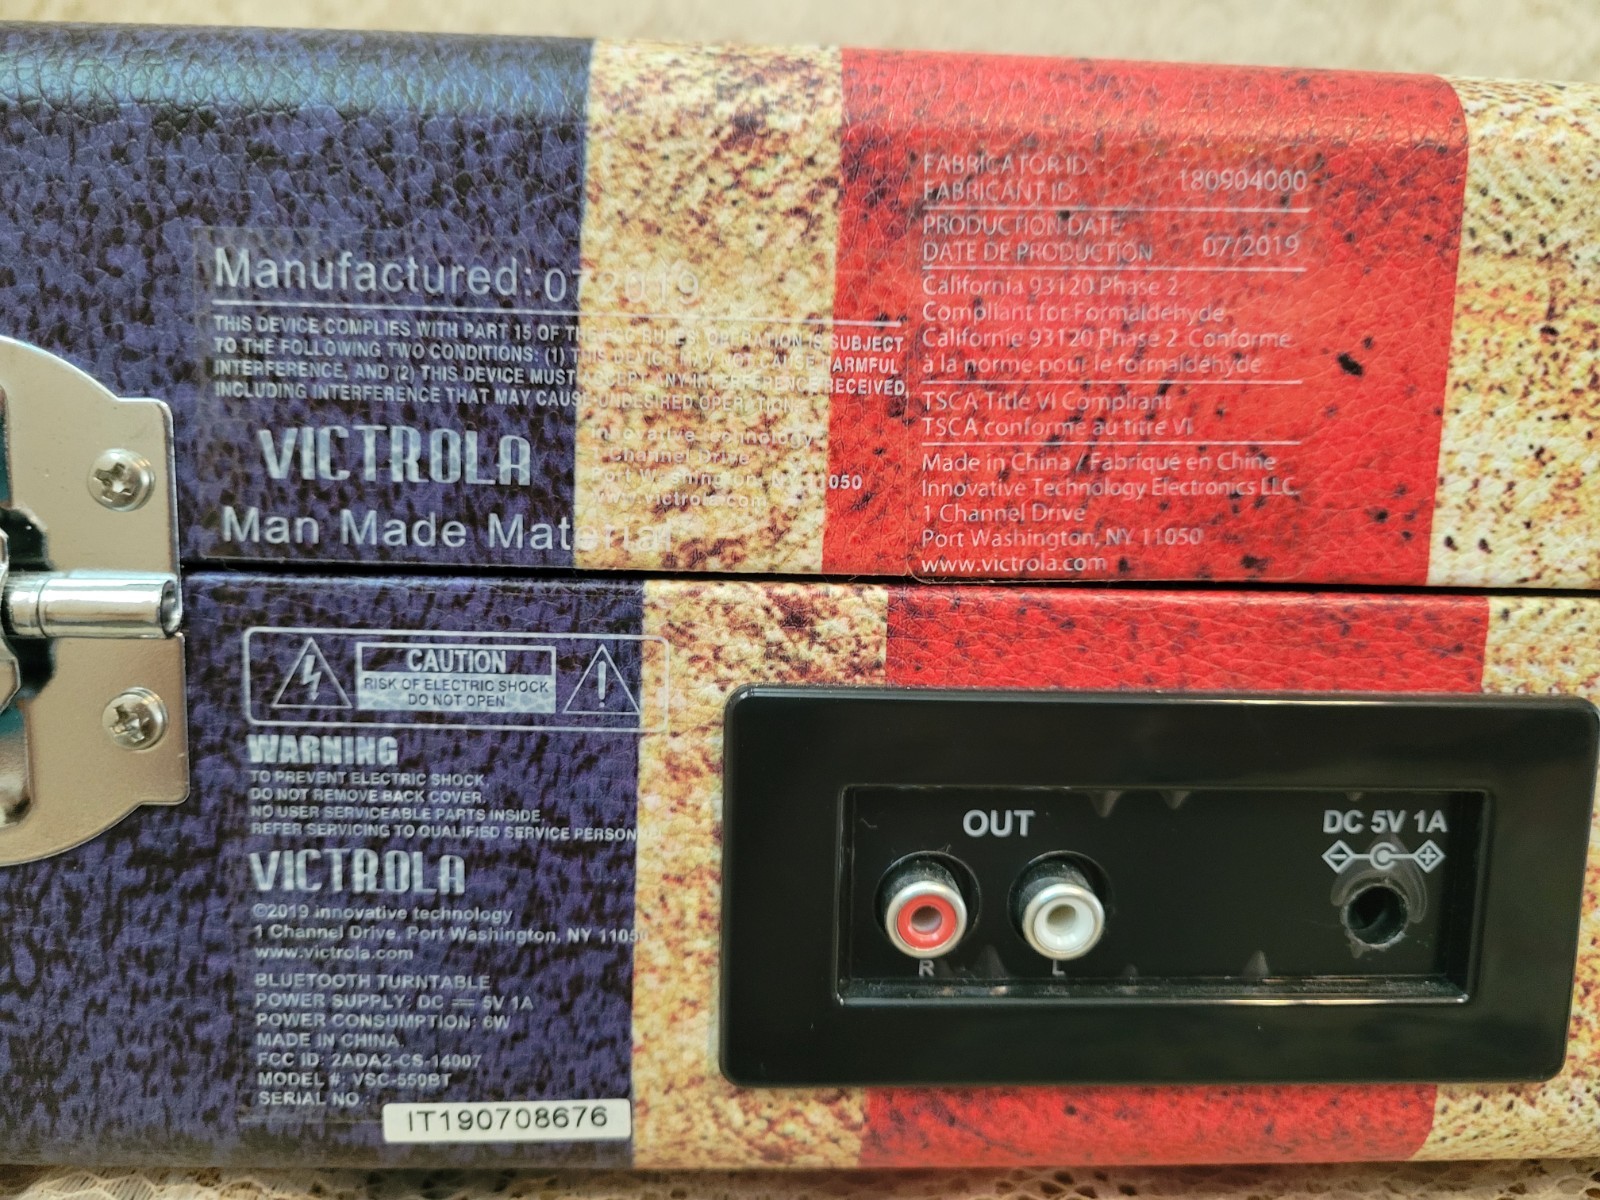 Manufactured: 07 2019
THIS DEVICE COMPLIES WITH PART 15 OF THE FCC RULES. OPERATION IS SUBJECT
TO THE FOLLOWING TWO CONDITIONS: (1) THIS DEVICE MAY NOT CAUSE HARMFUL
INTERFERENCE, AND (2) THIS DEVICE MUST ACCEPT ANY INTERFERENCE RECEIVED,
INCLUDING INTERFERENCE THAT MAY CAUSE UNDESIRED OPERATION.
VICTROLA
Innovative technology
1 Channel Drive
Port Washington, NY 11050
www.victrola.com
Man Made Material
FABRICATOR ID:
FABRICANT ID:
180904000
PRODUCTION DATE
DATE DE PRODUCTION
07/2019
California 93120 Phase 2
Compliant for Formaldehyde
Californie 93120 Phase 2 Conforme
à la norme pour le formaldéhyde.
TSCA Title VI Compliant
TSCA conforme au titre VI
Made in China / Fabriqué en Chine
Innovative Technology Electronics LLC
1 Channel Drive
Port Washington, NY 11050
www.victrola.com
CAUTION
RISK OF ELECTRIC SHOCK
DO NOT OPEN
WARNING
TO PREVENT ELECTRIC SHOCK
DO NOT REMOVE BACK COVER.
NO USER SERVICEABLE PARTS INSIDE.
REFER SERVICING TO QUALIFIED SERVICE PERSONNEL
VICTROLA
©2019 innovative technology
1 Channel Drive, Port Washington, NY 11050
www.victrola.com
BLUETOOTH TURNTABLE
POWER SUPPLY: DC ⎓ 5V 1A
POWER CONSUMPTION: 6W
MADE IN CHINA.
FCC ID: 2ADA2-CS-14007
MODEL #: VSC-550BT
SERIAL NO.:
IT190708676
OUT
R
L
DC 5V 1A